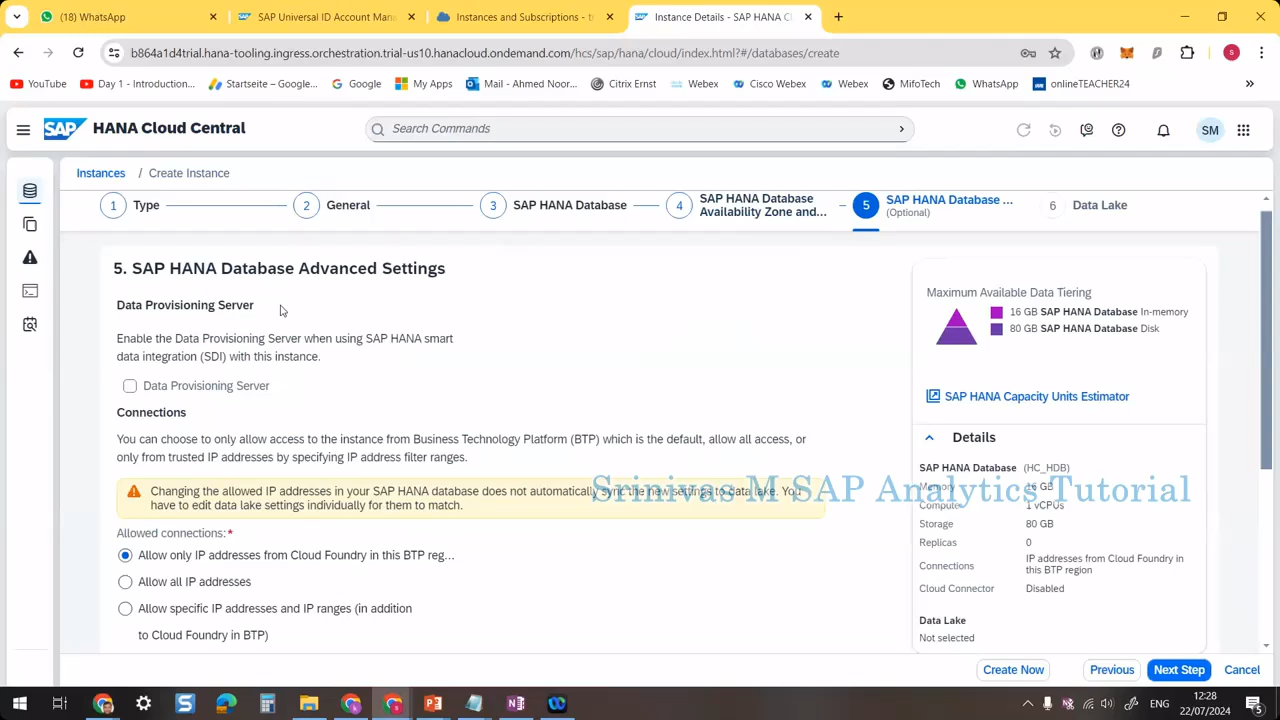 (18) WhatsApp
SAP Universal ID Account Man
Instances and Subscriptions - tr
Instance Details - SAP HANA Cl
b864a1d4trial.hana-tooling.ingress.orchestration.trial-us10.hanacloud.ondemand.com/hcs/sap/hana/cloud/index.html?#/databases/create
YouTube
Day 1 - Introduction...
Startseite – Google...
Google
My Apps
Mail - Ahmed Noor...
Citrix Ernst
Webex
Cisco Webex
Webex
MifoTech
WhatsApp
onlineTEACHER24
SAP HANA Cloud Central
Search Commands
SM
Instances / Create Instance
1 Type
2 General
3 SAP HANA Database
4 SAP HANA Database
Availability Zone and...
5 SAP HANA Database ...
(Optional)
6 Data Lake
5. SAP HANA Database Advanced Settings
Data Provisioning Server
Enable the Data Provisioning Server when using SAP HANA smart
data integration (SDI) with this instance.
Data Provisioning Server
Connections
You can choose to only allow access to the instance from Business Technology Platform (BTP) which is the default, allow all access, or
only from trusted IP addresses by specifying IP address filter ranges.
Changing the allowed IP addresses in your SAP HANA database does not automatically sync the new settings to data lake. You
have to edit data lake settings individually for them to match.
Allowed connections:*
Allow only IP addresses from Cloud Foundry in this BTP reg...
Allow all IP addresses
Allow specific IP addresses and IP ranges (in addition
to Cloud Foundry in BTP)
Maximum Available Data Tiering
16 GB SAP HANA Database In-memory
80 GB SAP HANA Database Disk
SAP HANA Capacity Units Estimator
Details
SAP HANA Database (HC_HDB)
Memory 16 GB
Srinivas M SAP Analytics Tutorial
Compute 1 vCPUs
Storage 80 GB
Replicas 0
Connections IP addresses from Cloud Foundry in
this BTP region
Cloud Connector Disabled
Data Lake
Not selected
Create Now
Previous
Next Step
Cancel
ENG
12:28
22/07/2024
5